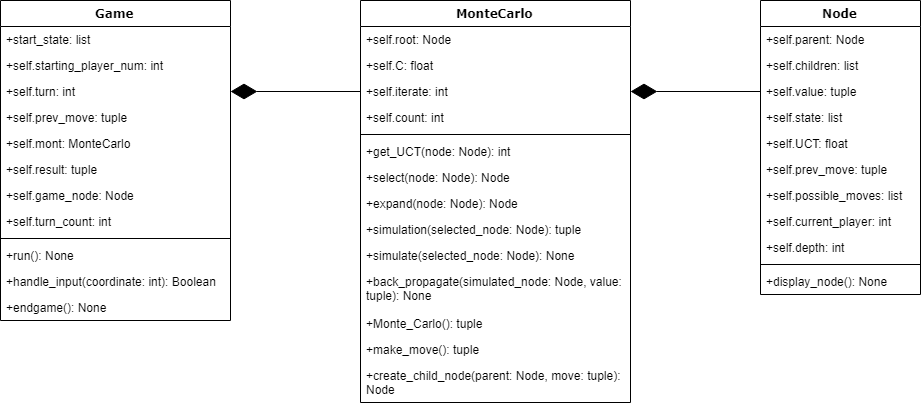 Game
+start_state: list
+self.starting_player_num: int
+self.turn: int
+self.prev_move: tuple
+self.mont: MonteCarlo
+self.result: tuple
+self.game_node: Node
+self.turn_count: int
+run(): None
+handle_input(coordinate: int): Boolean
+endgame(): None
MonteCarlo
+self.root: Node
+self.C: float
+self.iterate: int
+self.count: int
+get_UCT(node: Node): int
+select(node: Node): Node
+expand(node: Node): Node
+simulation(selected_node: Node): tuple
+simulate(selected_node: Node): None
+back_propagate(simulated_node: Node, value:
tuple): None
+Monte_Carlo(): tuple
+make_move(): tuple
+create_child_node(parent: Node, move: tuple):
Node
Node
+self.parent: Node
+self.children: list
+self.value: tuple
+self.state: list
+self.UCT: float
+self.prev_move: tuple
+self.possible_moves: list
+self.current_player: int
+self.depth: int
+display_node(): None